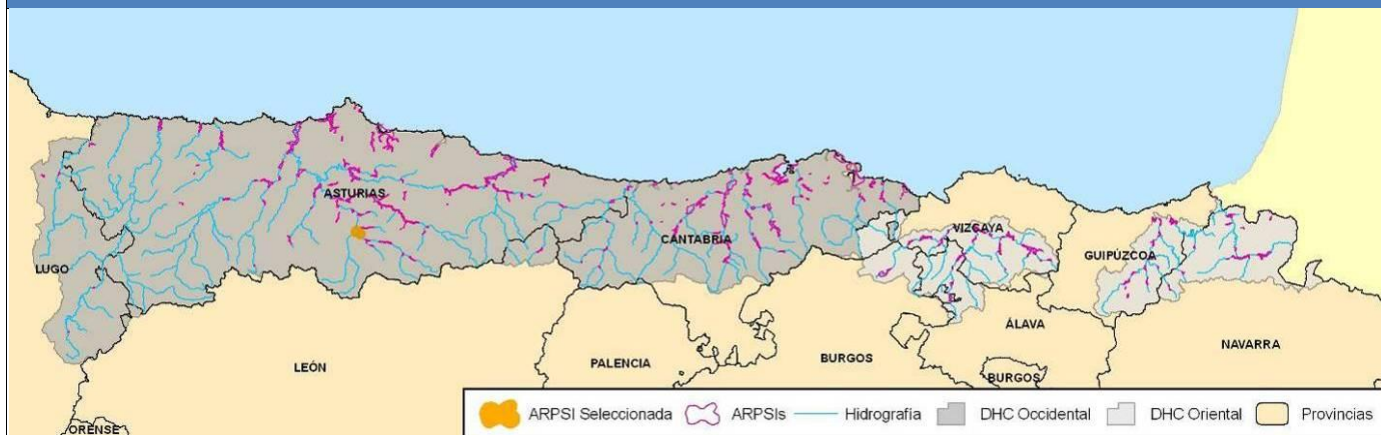 ASTURIAS
CANTABRIA
VIZCAYA
GUIPÚZCOA
LUGO
ÁLAVA
NAVARRA
LEÓN
PALENCIA
BURGOS
BURGOS
ORENSE
ARPSI Seleccionada ARPSIs Hidrografía DHC Occidental DHC Oriental Provincias